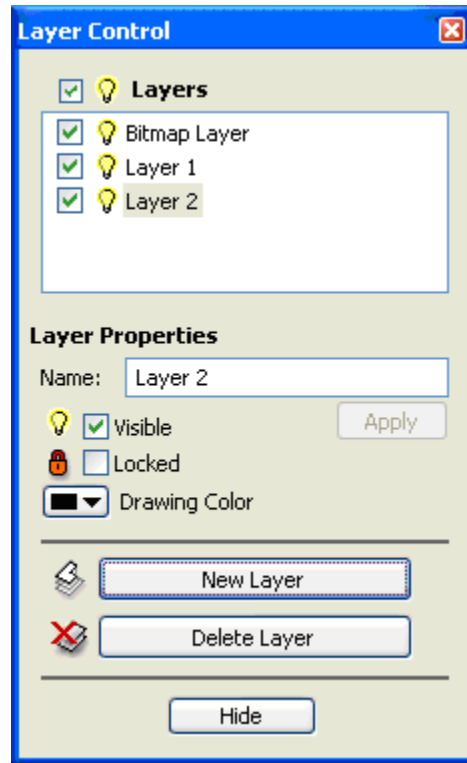 Layer Control
Layers
Bitmap Layer
Layer 1
Layer 2
Layer Properties
Name: Layer 2
Visible Apply
Locked
Drawing Color
New Layer
Delete Layer
Hide